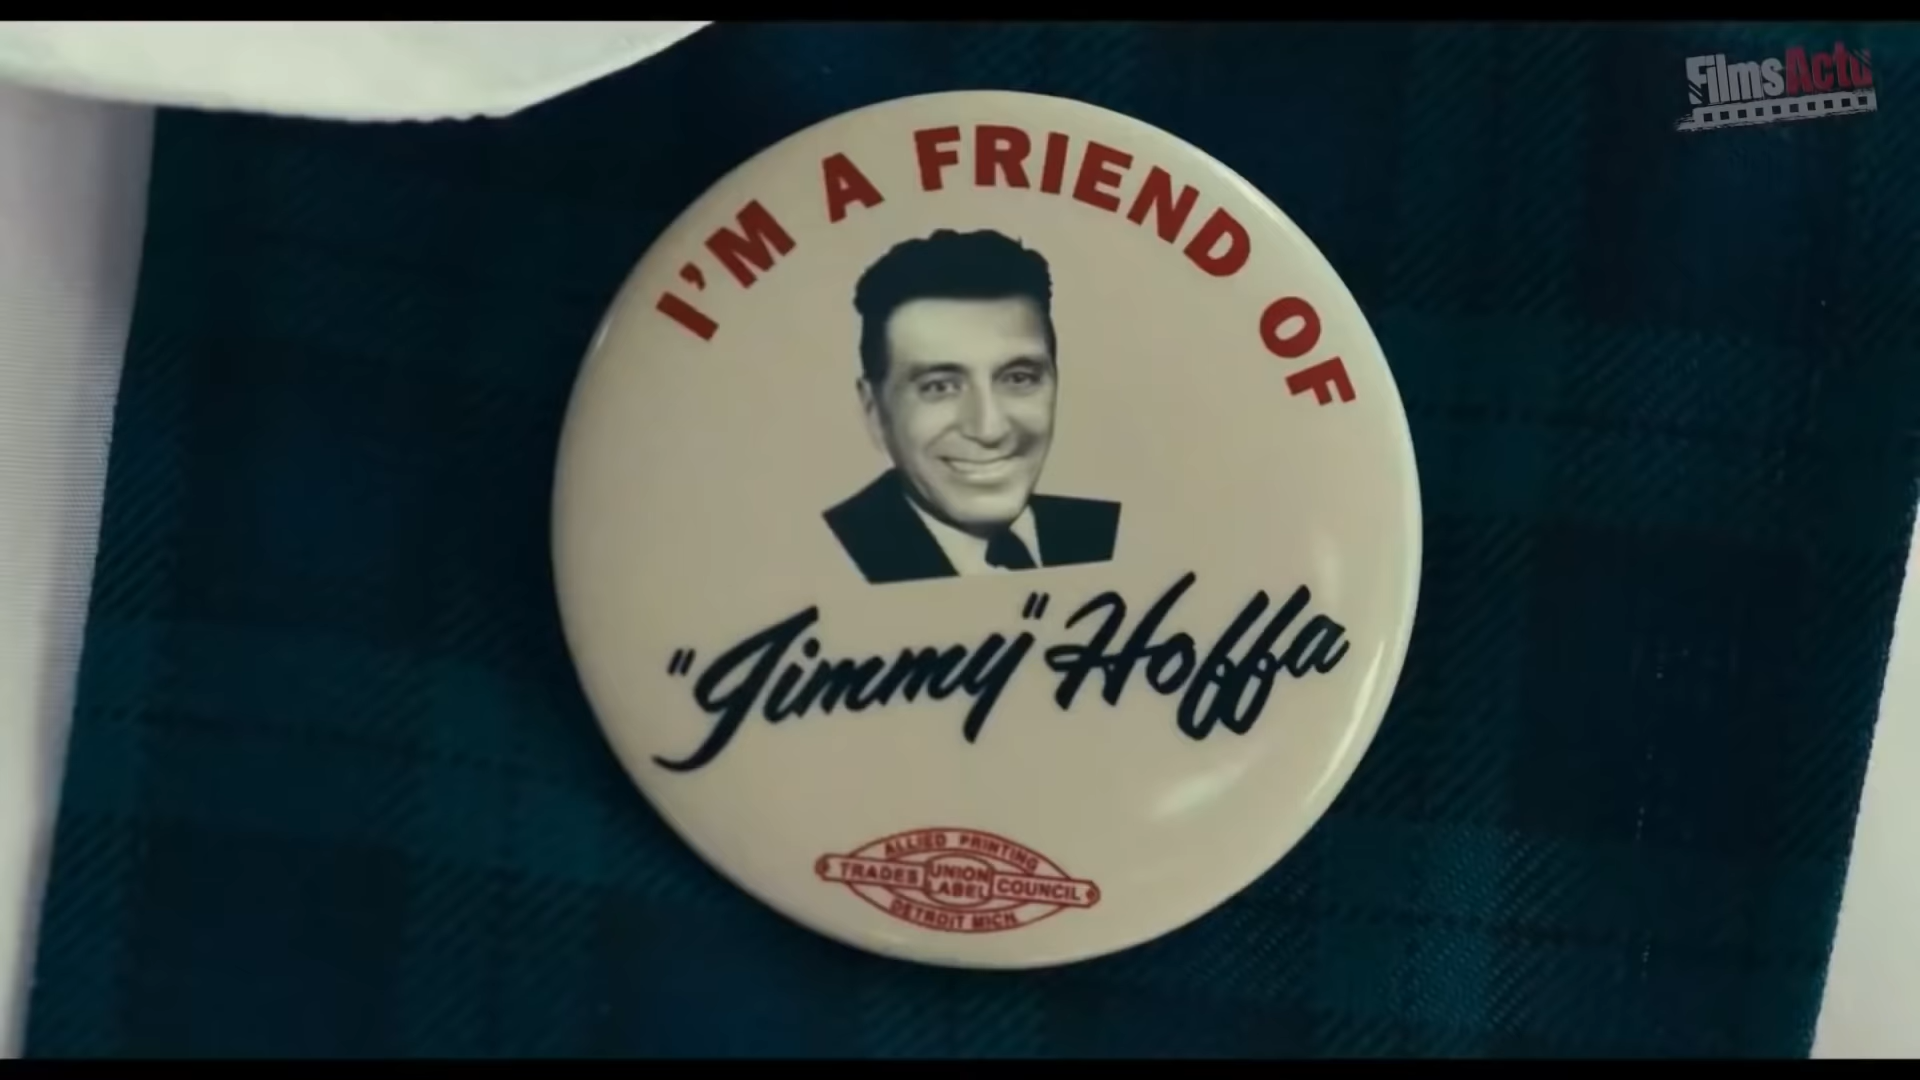 FilmsActu
I'M A FRIEND OF
"Jimmy" Hoffa
ALLIED PRINTING
TRADES UNION LABEL COUNCIL
DETROIT MICH.